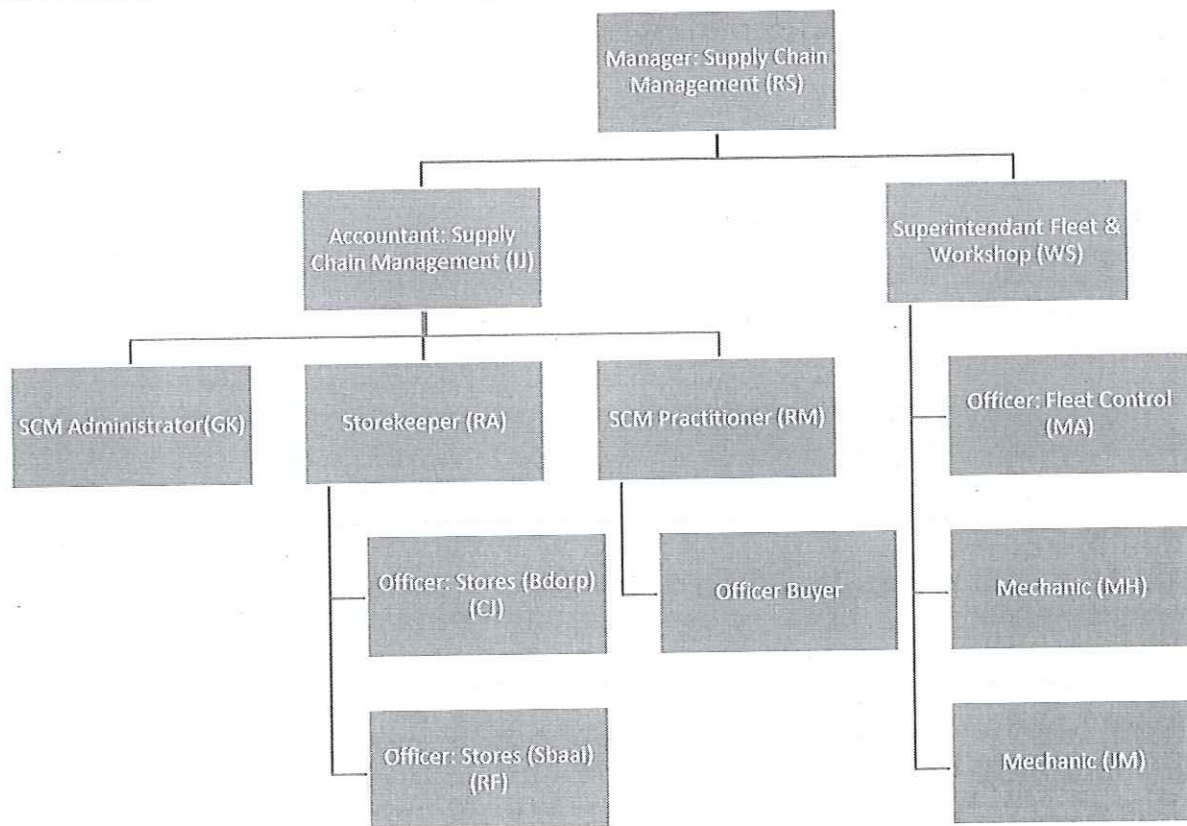 Manager: Supply Chain
Management (RS)
Accountant: Supply
Chain Management (IJ)
Superintendant Fleet &
Workshop (WS)
SCM Administrator(GK)
Storekeeper (RA)
SCM Practitioner (RM)
Officer: Fleet Control
(MA)
Officer: Stores (Bdorp)
(CJ)
Officer Buyer
Mechanic (MH)
Officer: Stores (Sbaai)
(RF)
Mechanic (JM)